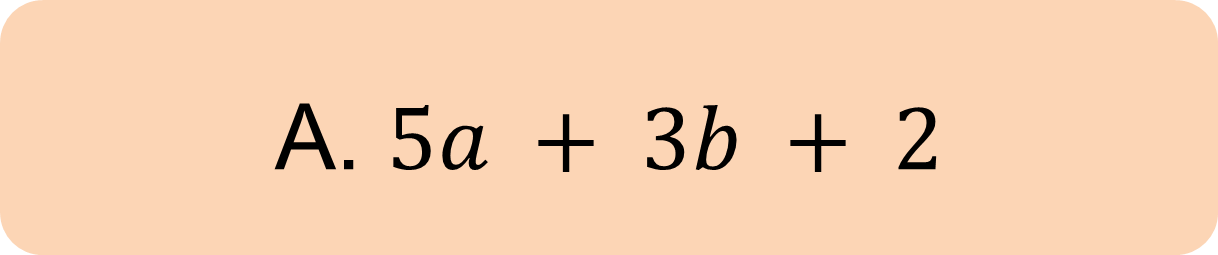 A. 5a + 3b + 2